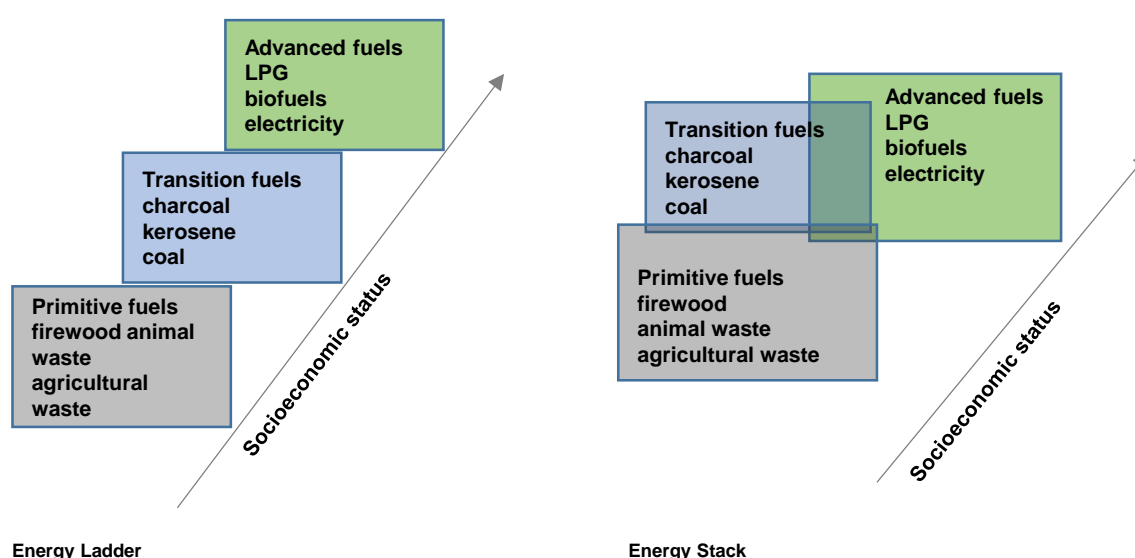 Advanced fuels
LPG
biofuels
electricity
Transition fuels
charcoal
kerosene
coal
Primitive fuels
firewood animal
waste
agricultural
waste
Socioeconomic status
Energy Ladder
Advanced fuels
LPG
biofuels
electricity
Transition fuels
charcoal
kerosene
coal
Primitive fuels
firewood
animal waste
agricultural waste
Socioeconomic status
Energy Stack